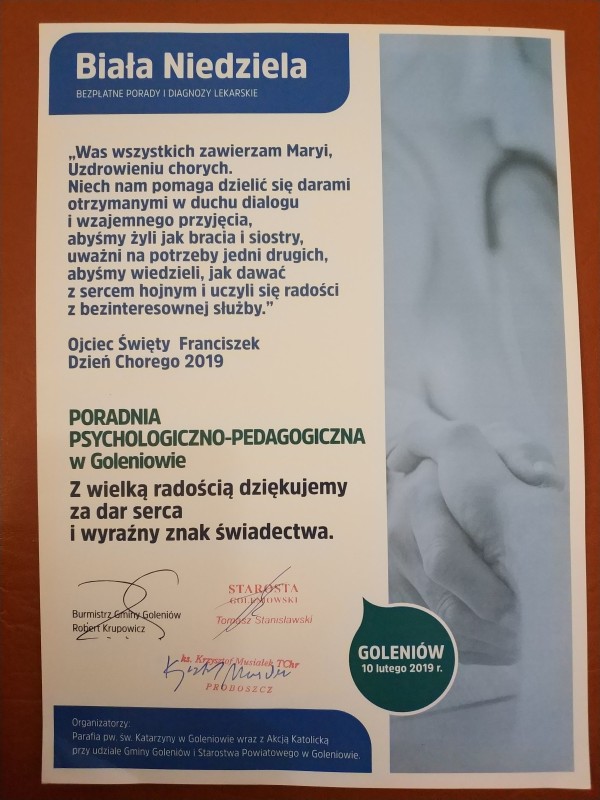 Biała Niedziela
BEZPŁATNE PORADY I DIAGNOZY LEKARSKIE
„Was wszystkich zawierzam Maryi,
Uzdrowieniu chorych.
Niech nam pomaga dzielić się darami
otrzymanymi w duchu dialogu
i wzajemnego przyjęcia,
abyśmy żyli jak bracia i siostry,
uważni na potrzeby jedni drugich,
abyśmy wiedzieli, jak dawać
z sercem hojnym i uczyli się radości
z bezinteresownej służby.”
Ojciec Święty Franciszek
Dzień Chorego 2019
PORADNIA
PSYCHOLOGICZNO-PEDAGOGICZNA
w Goleniowie
Z wielką radością dziękujemy
za dar serca
i wyraźny znak świadectwa.
Burmistrz Gminy Goleniów
Robert Krupowicz
STAROSTA
GOLENIOWSKI
Tomasz Stanisławski
ks. Krzysztof Musiałek TChr
PROBOSZCZ
GOLENIÓW
10 lutego 2019 r.
Organizatorzy:
Parafia pw. św. Katarzyny w Goleniowie wraz z Akcją Katolicką
przy udziale Gminy Goleniów i Starostwa Powiatowego w Goleniowie.